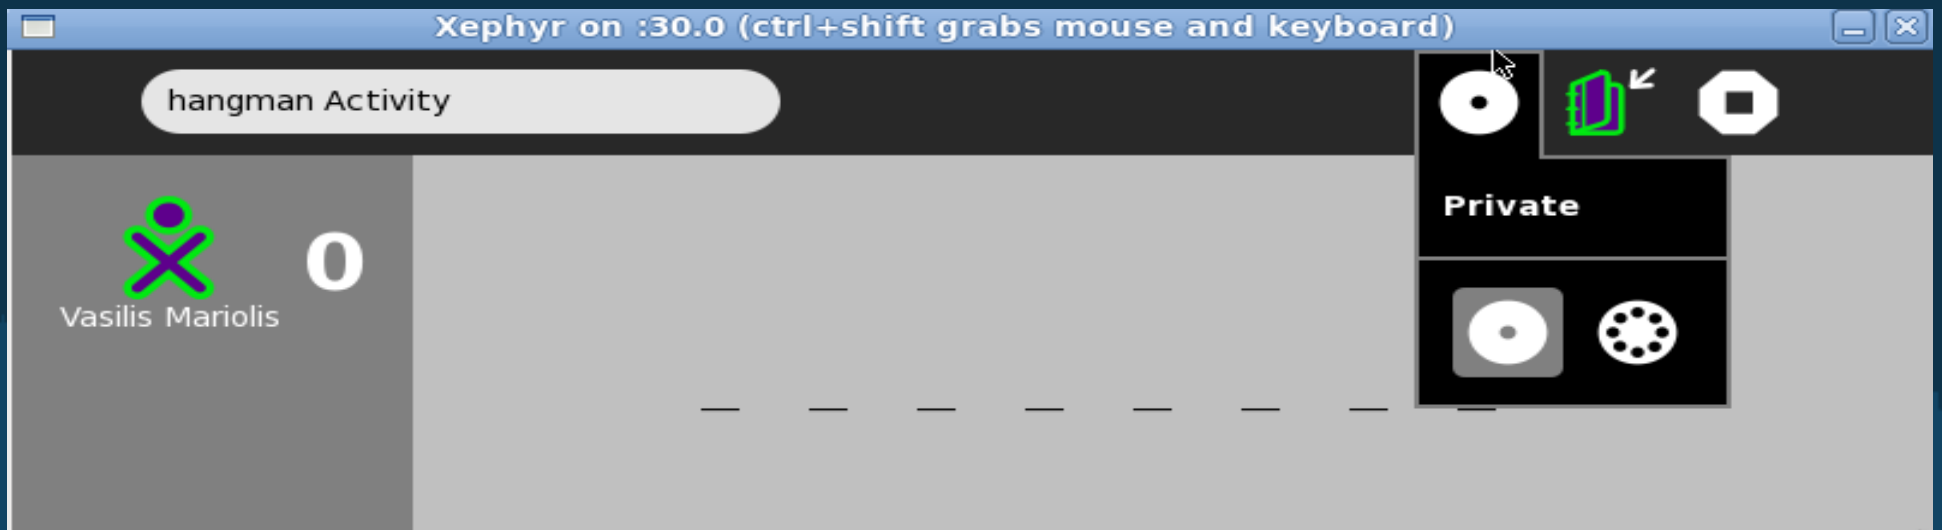 Xephyr on :30.0 (ctrl+shift grabs mouse and keyboard)
hangman Activity
Private
0
Vasilis Mariolis
_ _ _ _ _ _ _ _